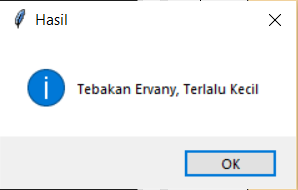 Hasil
Tebakan Ervany, Terlalu Kecil
OK